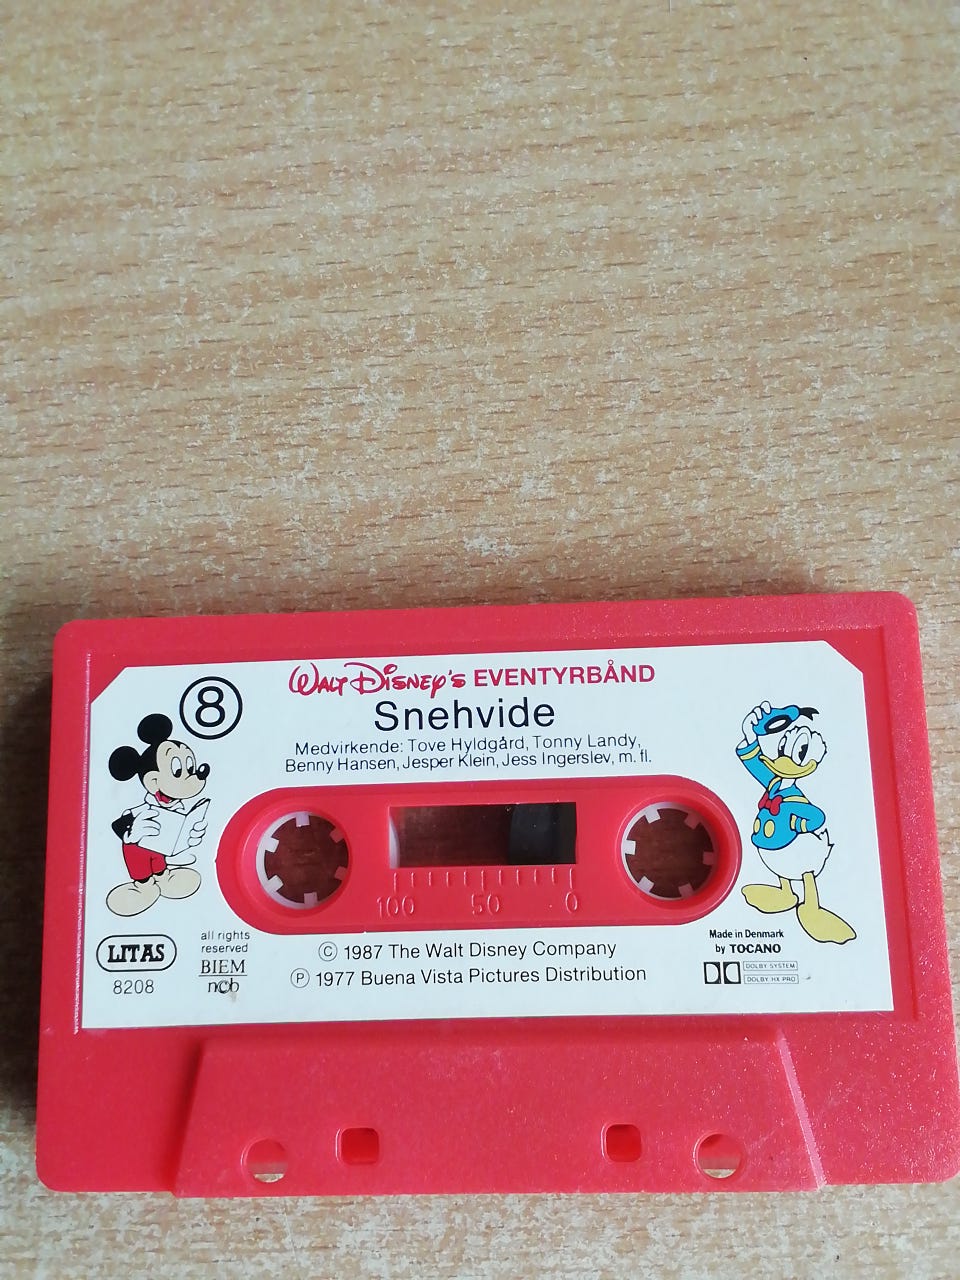 8
WALT DISNEY'S EVENTYRBÅND
Snehvide
Medvirkende: Tove Hyldgård, Tonny Landy,
Benny Hansen, Jesper Klein, Jess Ingerslev, m. fl.
100 50 0
LITAS
8208
all rights
reserved
BIEM
ncb
© 1987 The Walt Disney Company
Ⓟ 1977 Buena Vista Pictures Distribution
Made in Denmark
by TOCANO
DOLBY SYSTEM
DOLBY HX PRO